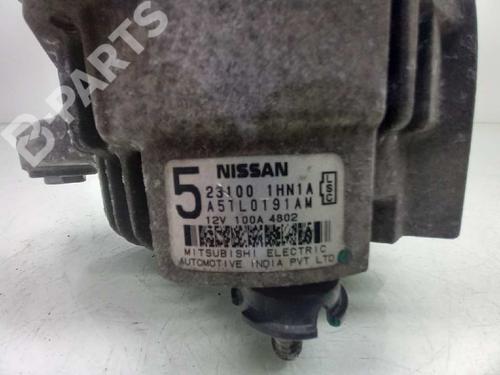 B-PARTS
NISSAN
5 23100 1HN1A LSC
A5TL0191AM
12V 100A 4802
MITSUBISHI ELECTRIC
AUTOMOTIVE INDIA PVT LTD